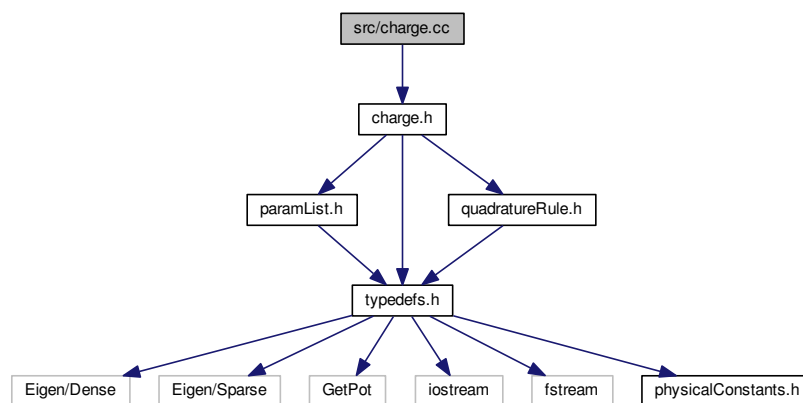 src/charge.cc
charge.h
paramList.h
quadratureRule.h
typedefs.h
Eigen/Dense
Eigen/Sparse
GetPot
iostream
fstream
physicalConstants.h